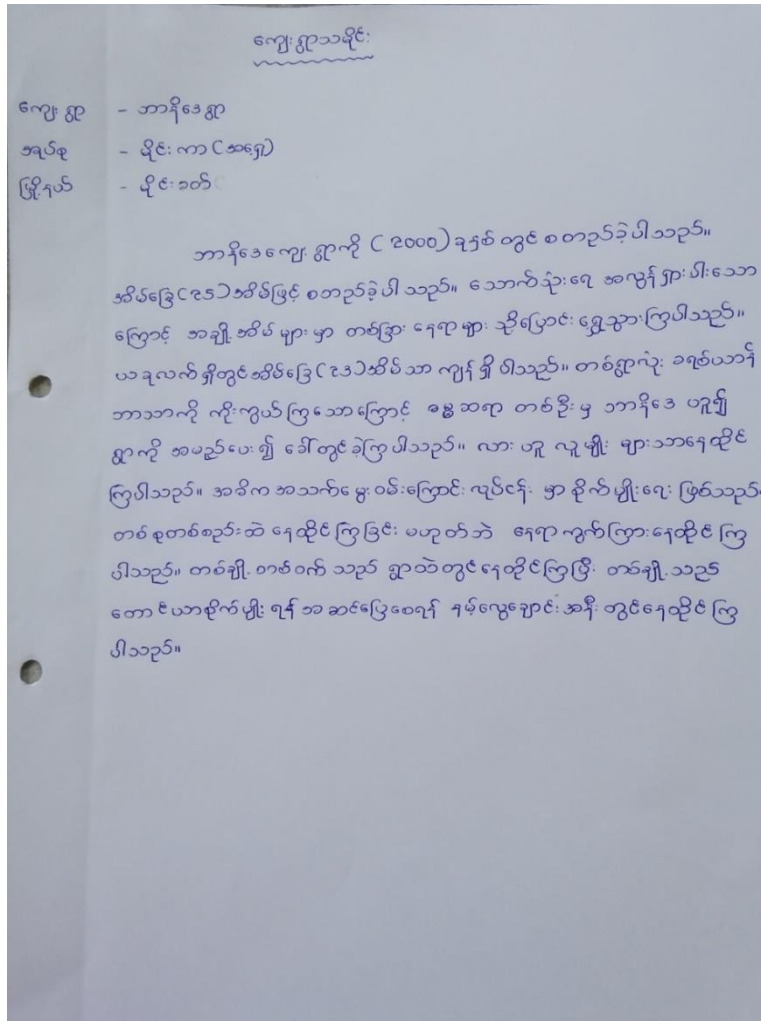 ကျေးရွာသမိုင်း
ကျေးရွာ - ဘာနိဒေရွာ
အုပ်စု - မိုင်းကာ(အရှေ့)
မြို့နယ် - မိုင်းခတ်
ဘာနိဒေကျေးရွာကို (2000) ခုနှစ်တွင် စတည်ခဲ့ပါသည်။
အိမ်ခြေ(25)အိမ်ဖြင့် စတည်ခဲ့ပါသည်။ သောက်သုံးရေ အလွန်ရှားပါးသော
ကြောင့် အချို့အိမ်များမှာ တစ်ခြားနေရာများ သို့ပြောင်းရွှေ့သွားကြပါသည်။
ယခုလက်ရှိတွင်အိမ်ခြေ(23)အိမ်သာ ကျန်ရှိပါသည်။ တစ်ရွာလုံး ခရစ်ယာန်
ဘာသာကို ကိုးကွယ်ကြသောကြောင့် ဓမ္မဆရာ တစ်ဦးမှ ဘာနိဒေ ဟူ၍
ရွာကို အမည်ပေး၍ ခေါ်တွင်ခဲ့ကြပါသည်။ လားဟူ လူမျိုးများသာနေထိုင်
ကြပါသည်။ အဓိက အသက်မွေးဝမ်းကြောင်း လုပ်ငန်းမှာ စိုက်မျိုးရေး ဖြစ်သည်။
တစ်စုတစ်စည်းထဲ နေထိုင်ကြခြင်း မဟုတ်ဘဲ နေရာကွက်ကြားနေထိုင်ကြ
ပါသည်။ တစ်ချို့တစ်ဝက်သည် ရွာထဲတွင်နေထိုင်ကြပြီး တစ်ချို့သည်
တောင်ယာစိုက်မျိုးရန် အဆင်ပြေစေရန် နမ့်လွေချောင်းအနီးတွင်နေထိုင်ကြ
ပါသည်။